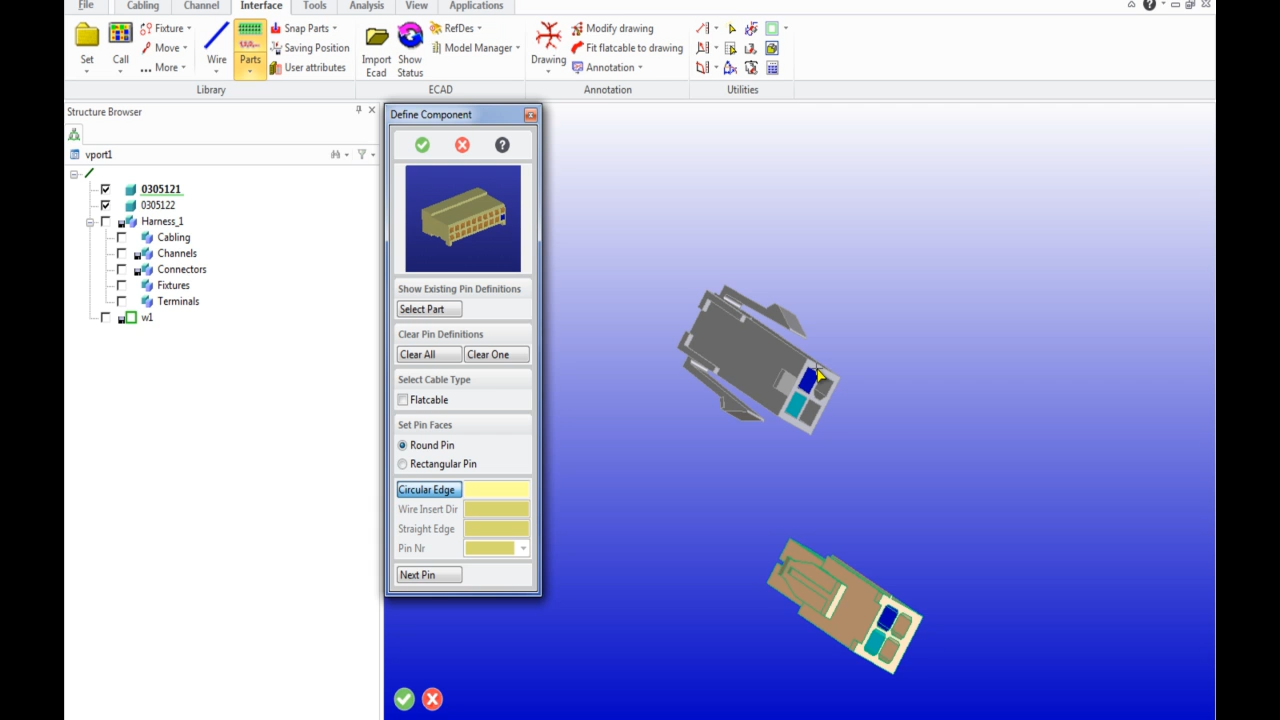 File Cabling Channel Interface Tools Analysis View Applications
Fixture Snap Parts RefDes Modify drawing
Move Saving Position Model Manager Fit flatcable to drawing
Set Call More Wire Parts User attributes Import Ecad Show Status Drawing Annotation
Library ECAD Annotation Utilities
Structure Browser
vport1
0305121
0305122
Harness_1
Cabling
Channels
Connectors
Fixtures
Terminals
w1
Define Component
Show Existing Pin Definitions
Select Part
Clear Pin Definitions
Clear All Clear One
Select Cable Type
Flatcable
Set Pin Faces
Round Pin
Rectangular Pin
Circular Edge
Wire Insert Dir
Straight Edge
Pin Nr
Next Pin